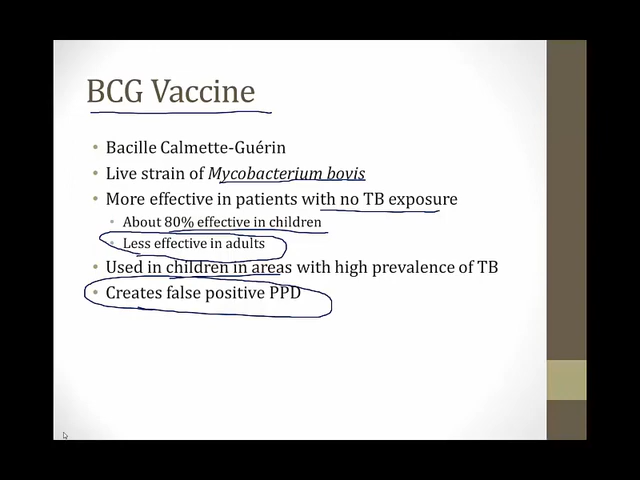 BCG Vaccine
• Bacille Calmette-Guérin
• Live strain of Mycobacterium bovis
• More effective in patients with no TB exposure
• About 80% effective in children
• Less effective in adults
• Used in children in areas with high prevalence of TB
• Creates false positive PPD